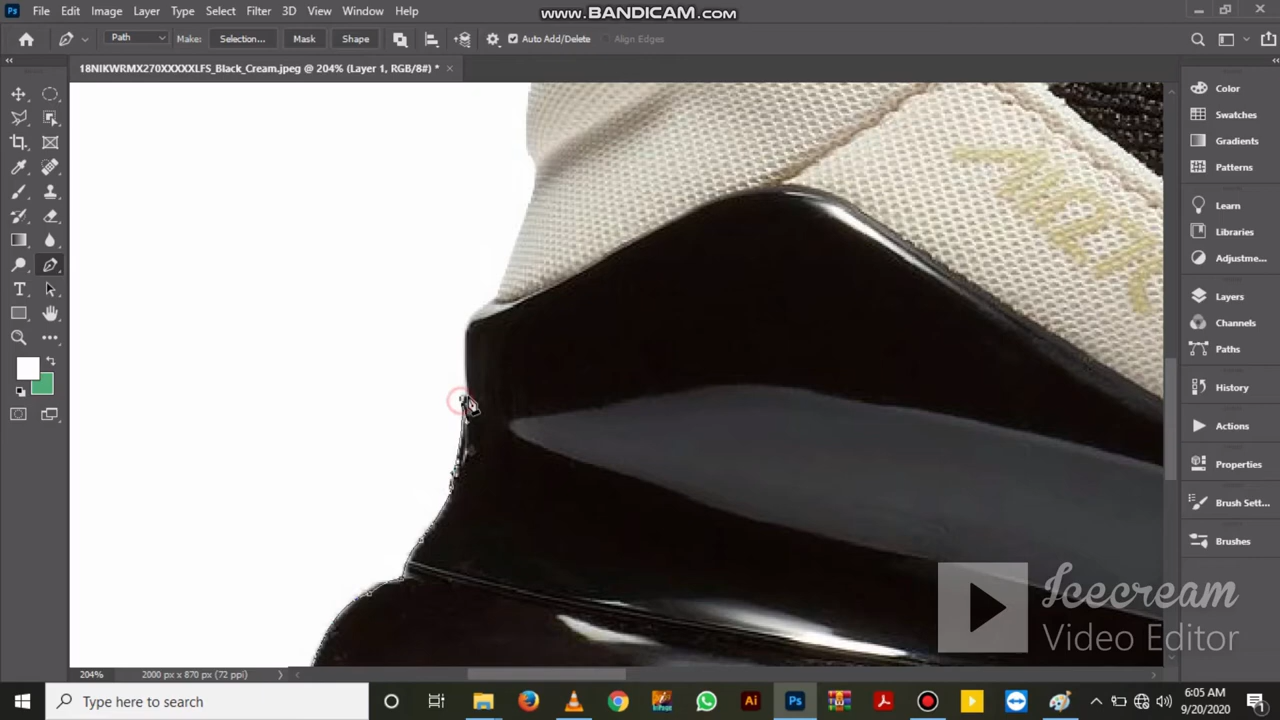 File Edit Image Layer Type Select Filter 3D View Window Help
www.BANDICAM.com
Path Make: Selection... Mask Shape Auto Add/Delete Align Edges
18NIKWRMX270XXXXXLFS_Black_Cream.jpeg @ 204% (Layer 1, RGB/8#) *
Color
Swatches
Gradients
Patterns
Learn
Libraries
Adjustme...
Layers
Channels
Paths
History
Actions
Properties
Brush Sett...
Brushes
Icecream
Video Editor
204% 2000 px x 870 px (72 ppi)
Type here to search
6:05 AM
9/20/2020